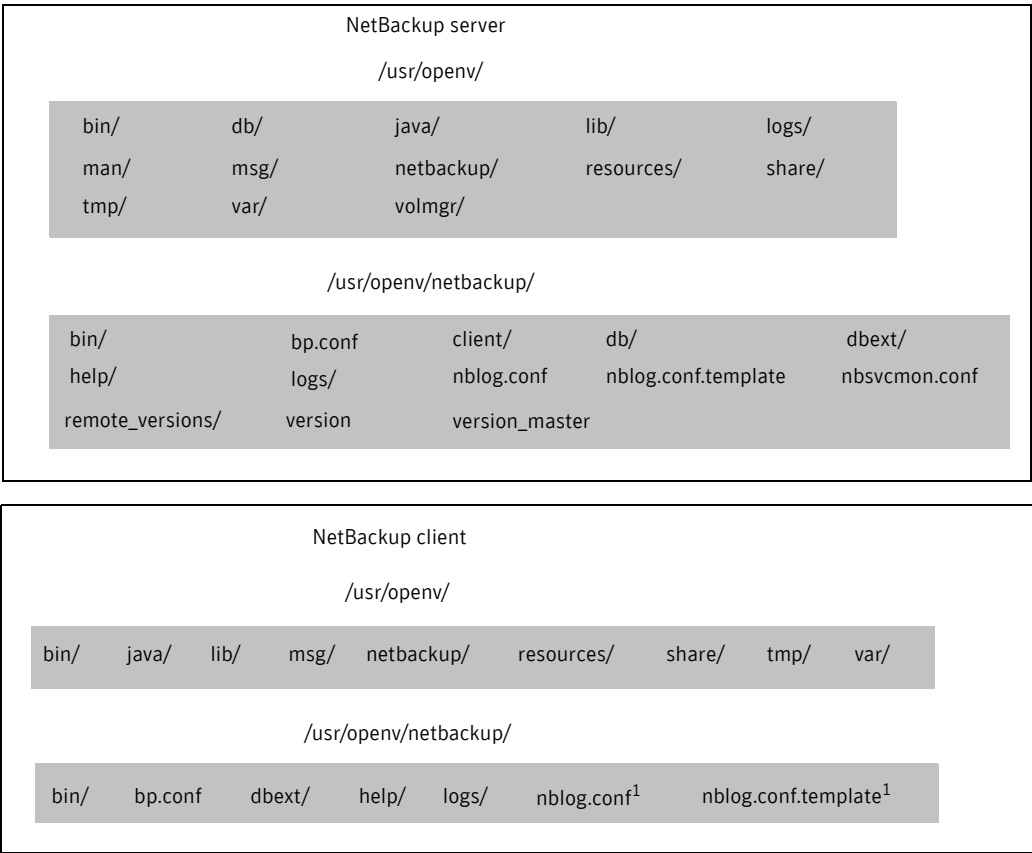 NetBackup server
/usr/openv/
bin/ db/ java/ lib/ logs/
man/ msg/ netbackup/ resources/ share/
tmp/ var/ volmgr/
/usr/openv/netbackup/
bin/ bp.conf client/ db/ dbext/
help/ logs/ nblog.conf nblog.conf.template nbsvcmon.conf
remote_versions/ version version_master
NetBackup client
/usr/openv/
bin/ java/ lib/ msg/ netbackup/ resources/ share/ tmp/ var/
/usr/openv/netbackup/
bin/ bp.conf dbext/ help/ logs/ nblog.conf¹ nblog.conf.template¹